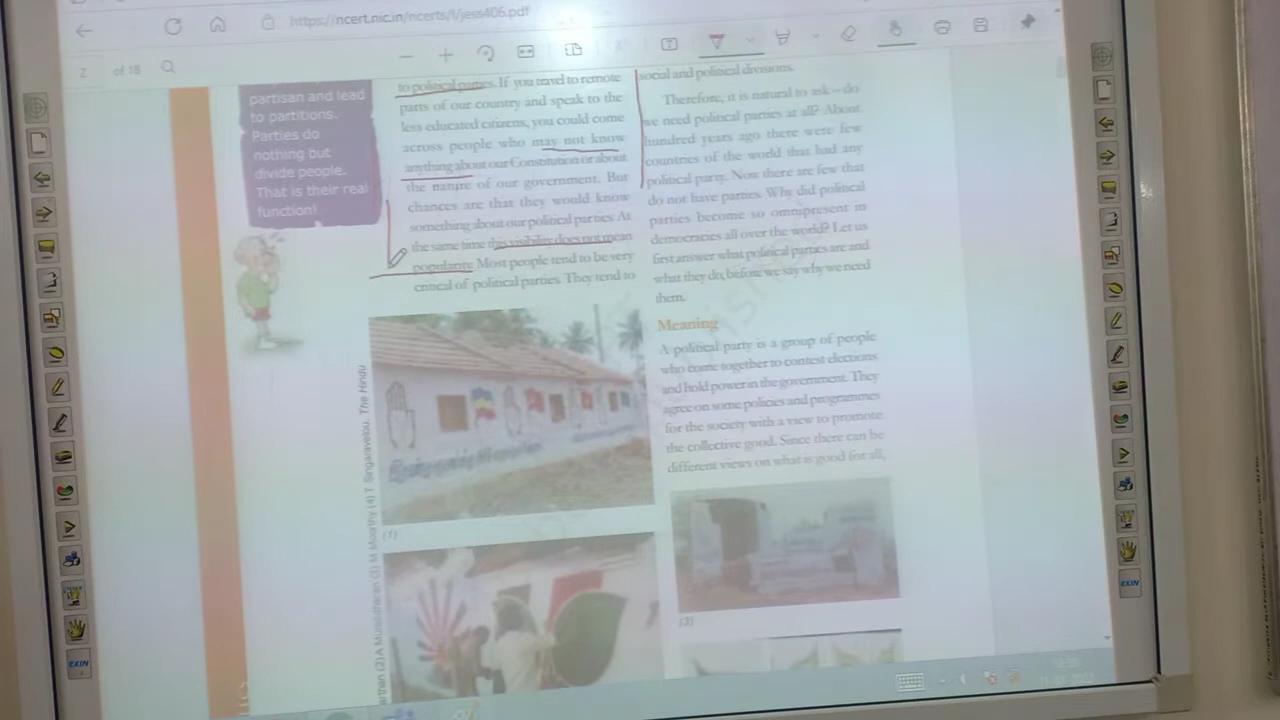 https://ncert.nic.in/ncerts/l/jess406.pdf
2 of 18
partisan and lead
to partitions.
Parties do
nothing but
divide people.
That is their real
function!
to political parties. If you travel to remote
parts of our country and speak to the
less educated citizens, you could come
across people who may not know
anything about our Constitution or about
the nature of our government. But
chances are that they would know
something about our political parties. At
the same time this visibility does not mean
popularity. Most people tend to be very
critical of political parties. They tend to
social and political divisions.
Therefore, it is natural to ask – do
we need political parties at all? About
hundred years ago there were few
countries of the world that had any
political party. Now there are few that
do not have parties. Why did political
parties become so omnipresent in
democracies all over the world? Let us
first answer what political parties are and
what they do, before we say why we need
them.
Meaning
A political party is a group of people
who come together to contest elections
and hold power in the government. They
agree on some policies and programmes
for the society with a view to promote
the collective good. Since there can be
different views on what is good for all,
(1)
(3)
(2) A Muralidharan (3) M Moorthy (4) T Singaravelou, The Hindu
EXIN
EXIN